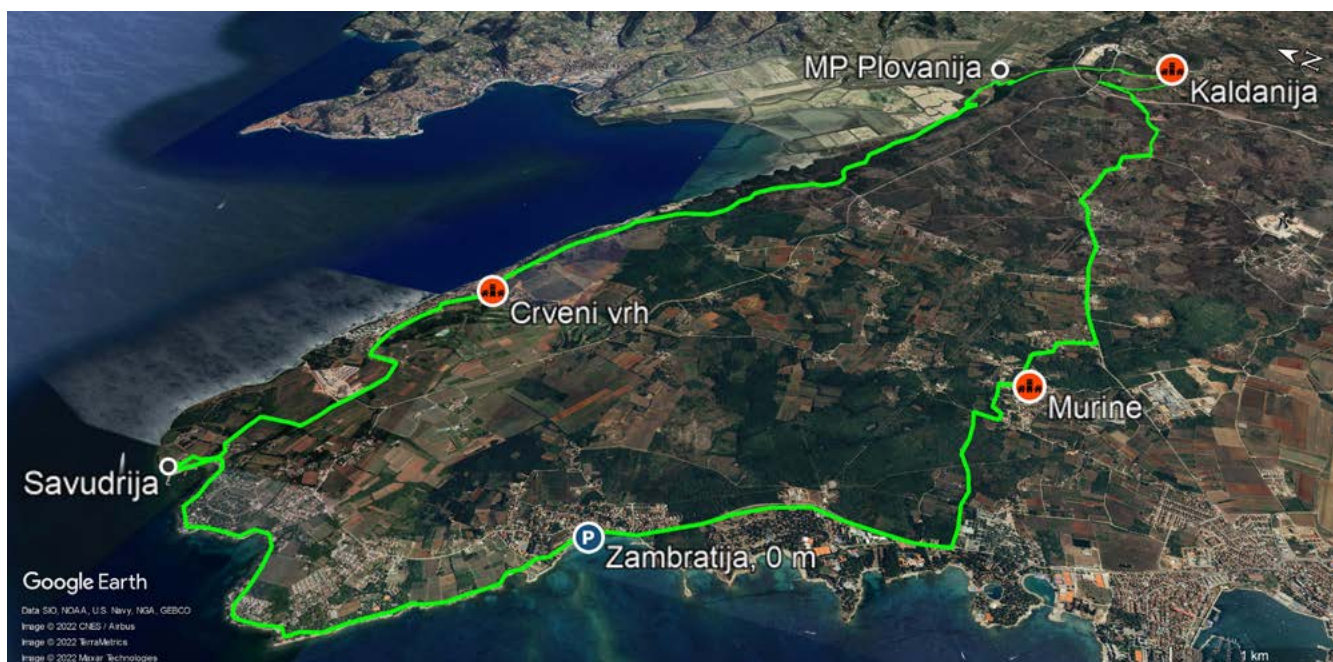 MP Plovanija
N
Kaldanija
Crveni vrh
Murine
Savudrija
P
Zambratija, 0 m
Google Earth
Data SIO, NOAA, U.S. Navy, NGA, GEBCO
Image © 2022 CNES / Airbus
Image © 2022 TerraMetrics
Image © 2022 Maxar Technologies
1 km